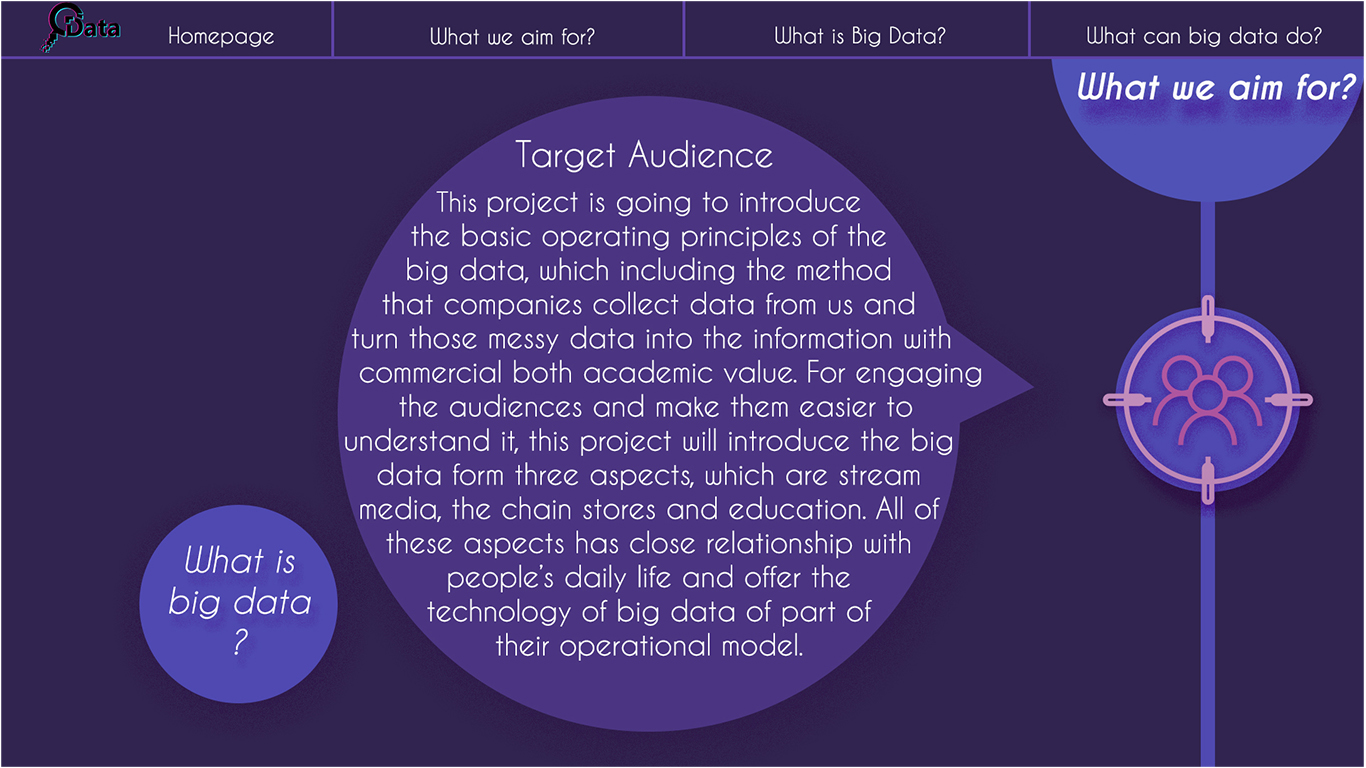 Data
Homepage
What we aim for?
What is Big Data?
What can big data do?
What we aim for?
Target Audience
This project is going to introduce
the basic operating principles of the
big data, which including the method
that companies collect data from us and
turn those messy data into the information with
commercial both academic value. For engaging
the audiences and make them easier to
understand it, this project will introduce the big
data form three aspects, which are stream
media, the chain stores and education. All of
these aspects has close relationship with
people's daily life and offer the
technology of big data of part of
their operational model.
What is
big data
?